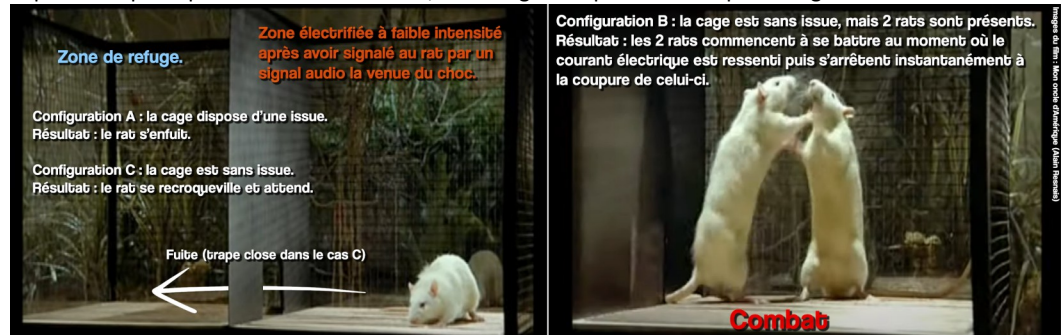 Zone de refuge.
Zone électrifiée à faible intensité
après avoir signalé au rat par un
signal audio la venue du choc.
Configuration A : la cage dispose d'une issue.
Résultat : le rat s'enfuit.
Configuration C : la cage est sans issue.
Résultat : le rat se recroqueville et attend.
Fuite (trape close dans le cas C)
Configuration B : la cage est sans issue, mais 2 rats sont présents.
Résultat : les 2 rats commencent à se battre au moment où le
courant électrique est ressenti puis s'arrêtent instantanément à
la coupure de celui-ci.
Combat
Images du film : Mon oncle d'Amérique (Alain Resnais)